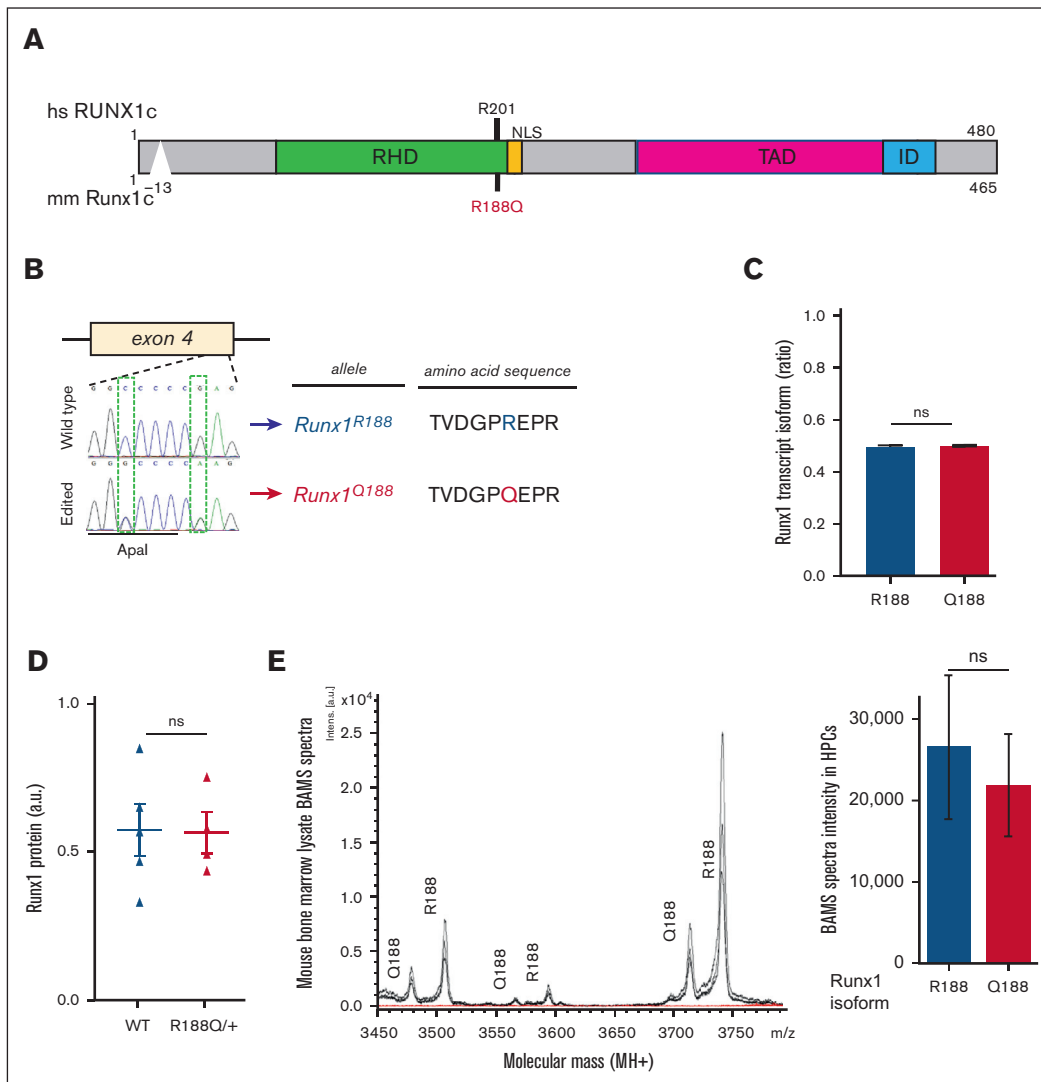 A
hs RUNX1c
R201
NLS
1
480
RHD
TAD
ID
1
-13
mm Runx1c
465
R188Q
B
exon 4
allele
amino acid sequence
Wild type
G G C C C C C G A G
Runx1R188
TVDGPREPR
Edited
G G G C C C C A A G
Runx1Q188
TVDGPQEPR
ApaI
C
Runx1 transcript isoform (ratio)
1.0
0.8
0.6
0.4
0.2
0.0
ns
R188
Q188
D
Runx1 protein (a.u.)
1.0
0.5
0.0
ns
WT
R188Q/+
E
Mouse bone marrow lysate BAMS spectra
Intens. [a.u.]
x10^4
2.5
2.0
1.5
1.0
0.5
0.0
Q188
R188
Q188
R188
Q188
R188
3450
3500
3550
3600
3650
3700
3750
m/z
Molecular mass (MH+)
BAMS spectra intensity in HPCs
30,000
20,000
10,000
0
ns
Runx1 isoform
R188
Q188